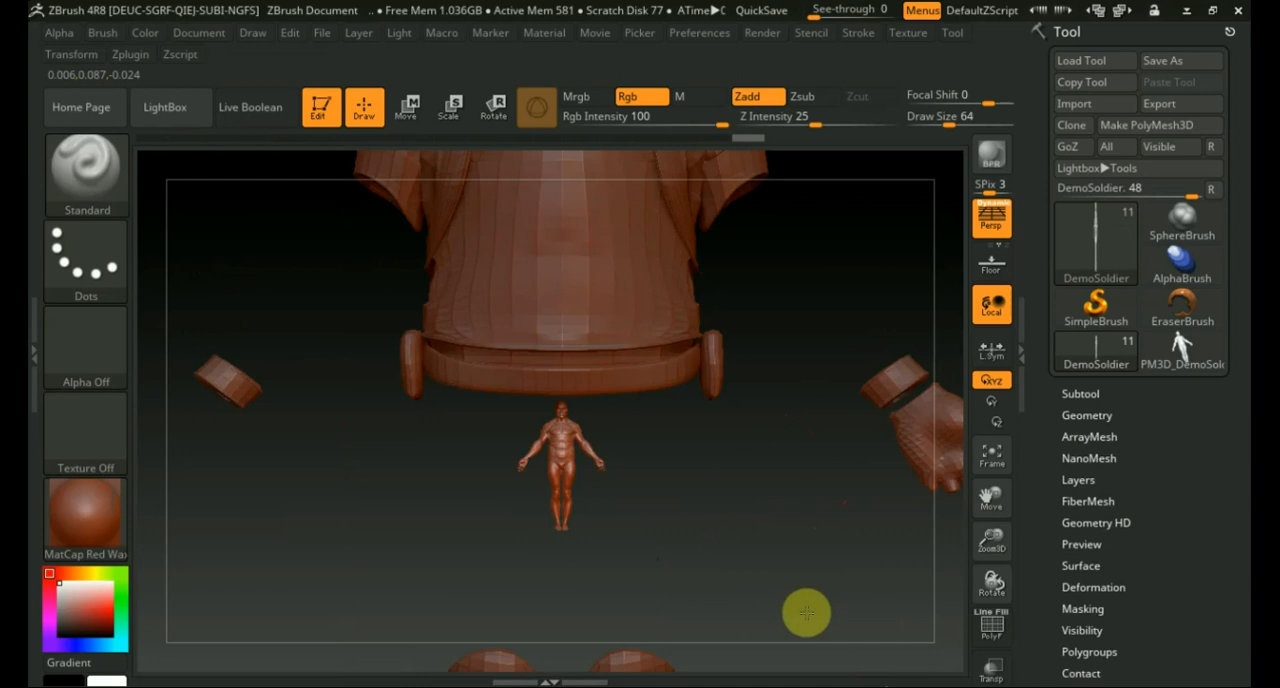 ZBrush 4R8 [DEUC-SGRF-QIEJ-SUBI-NGFS] ZBrush Document .. • Free Mem 1.036GB • Active Mem 581 • Scratch Disk 77 • ATime▶ QuickSave See-through 0 Menus DefaultZScript
Alpha Brush Color Document Draw Edit File Layer Light Macro Marker Material Movie Picker Preferences Render Stencil Stroke Texture Tool
Transform Zplugin Zscript
0.006,0.087,-0.024
Home Page LightBox Live Boolean
Edit Draw Move Scale Rotate
Mrgb Rgb M Zadd Zsub Zcut Focal Shift 0
Rgb Intensity 100 Z Intensity 25 Draw Size 64
Standard
Dots
Alpha Off
Texture Off
MatCap Red Wax
Gradient
BPR
SPix 3
Dynamic
Persp
Floor
Local
L.Sym
XYZ
Frame
Move
Zoom3D
Rotate
Line Fill
PolyF
Transp
Tool
Load Tool Save As
Copy Tool Paste Tool
Import Export
Clone Make PolyMesh3D
GoZ All Visible R
Lightbox▶Tools
DemoSoldier. 48 R
11
DemoSoldier
SphereBrush
AlphaBrush
SimpleBrush EraserBrush
11
DemoSoldier PM3D_DemoSol
Subtool
Geometry
ArrayMesh
NanoMesh
Layers
FiberMesh
Geometry HD
Preview
Surface
Deformation
Masking
Visibility
Polygroups
Contact